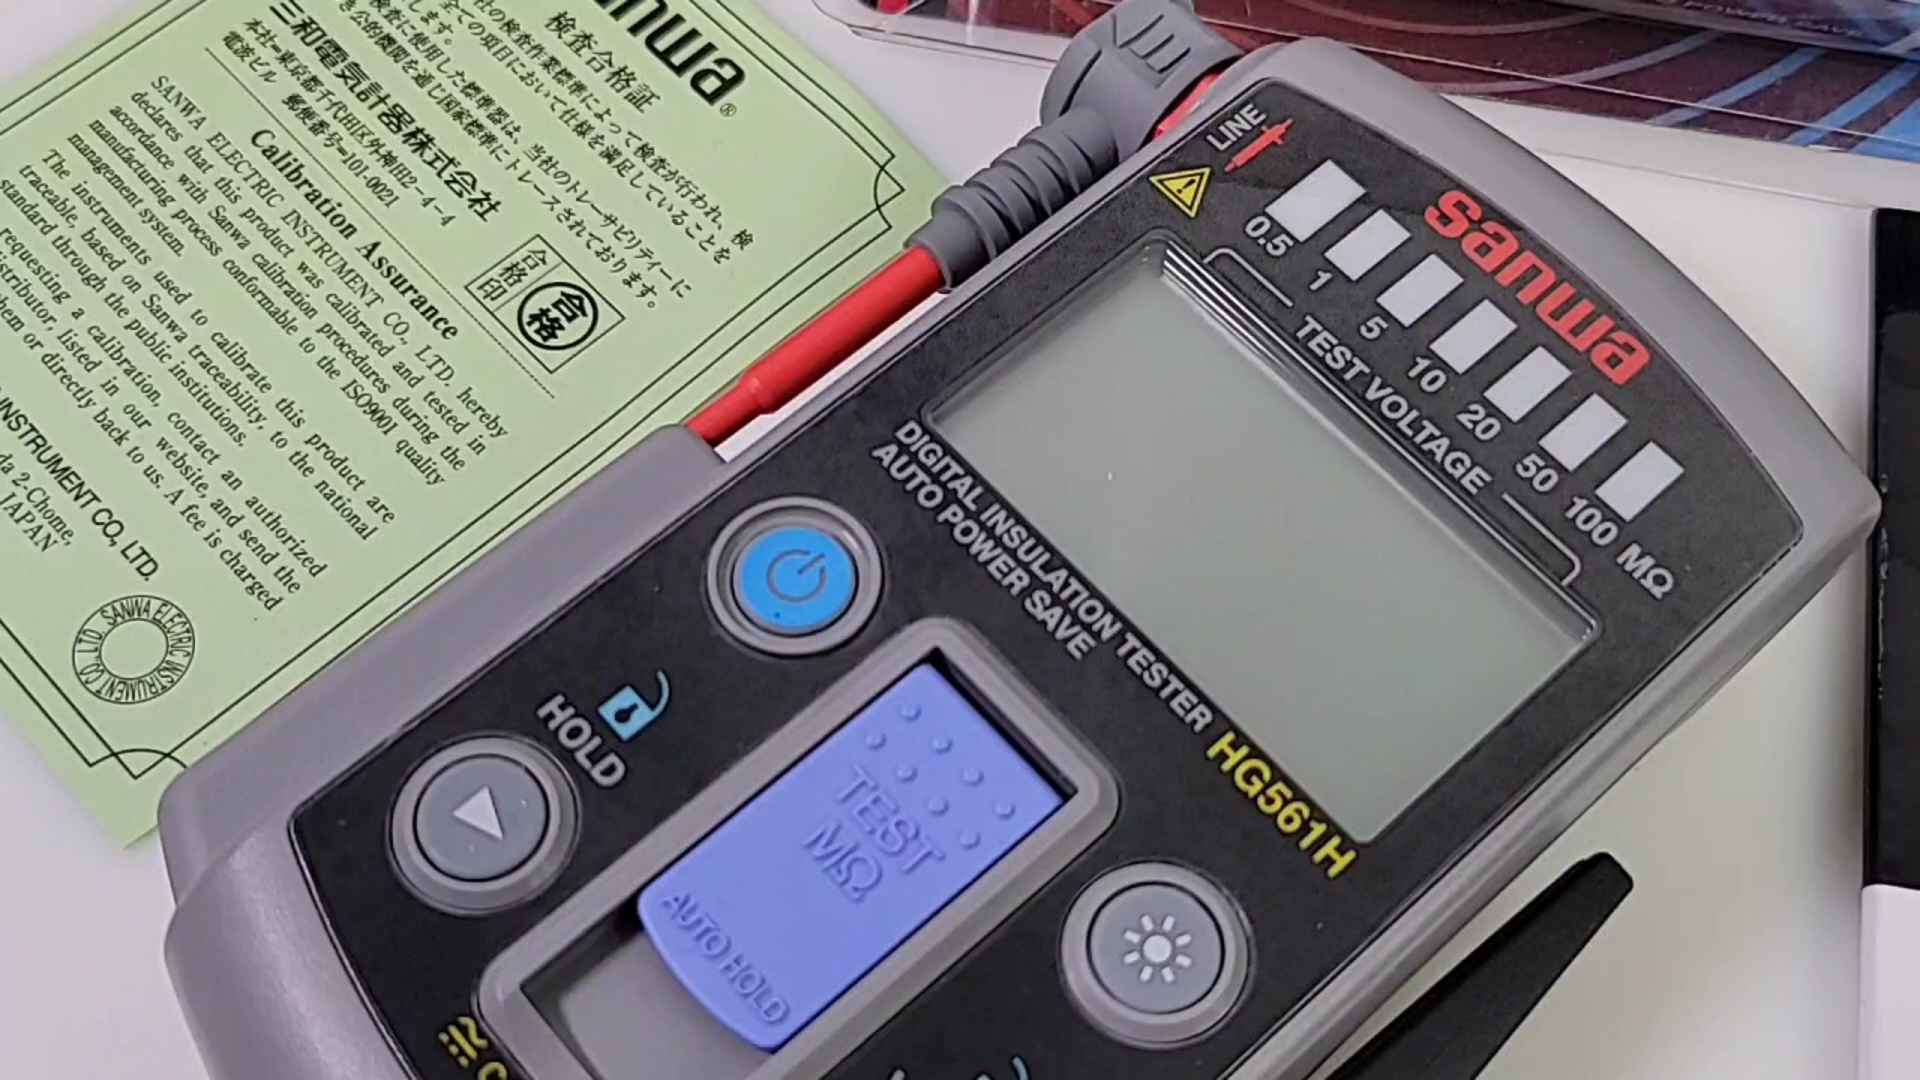 sanwa®
検査合格証
社の検査作業標準によって検査が行われ、検
全ての項目において仕様を満足していることを
します。
検査に使用した標準器は、当社のトレーサビリティーに
き公的機関を通じ国家標準にトレースされております。
三和電気計器株式会社
本社=東京都千代田区外神田2-4-4
電波ビル 郵便番号=101-0021
合格印
合格
Calibration Assurance
SANWA ELECTRIC INSTRUMENT CO., LTD. hereby
declares that this product was calibrated and tested in
accordance with Sanwa calibration procedures during the
manufacturing process conformable to the ISO9001 quality
management system.
The instruments used to calibrate this product are
traceable, based on Sanwa traceability, to the national
standard through the public institutions.
requesting a calibration, contact an authorized
listed in our website, and send the
them or directly back to us. A fee is charged
INSTRUMENT CO., LTD.
2-Chome,
JAPAN
SANWA ELECTRIC INSTRUMENT CO., LTD.
LINE
sanwa
0.5 1 5 10 20 50 100 MΩ
TEST VOLTAGE
DIGITAL INSULATION TESTER HG561H
AUTO POWER SAVE
HOLD
TEST
MΩ
AUTO HOLD